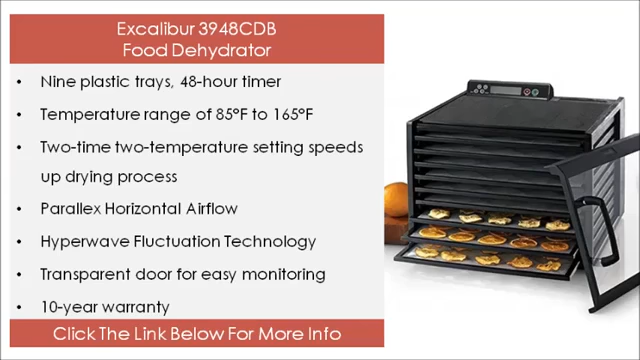 Excalibur 3948CDB
Food Dehydrator
• Nine plastic trays, 48-hour timer
• Temperature range of 85°F to 165°F
• Two-time two-temperature setting speeds
up drying process
• Parallex Horizontal Airflow
• Hyperwave Fluctuation Technology
• Transparent door for easy monitoring
• 10-year warranty
Click The Link Below For More Info